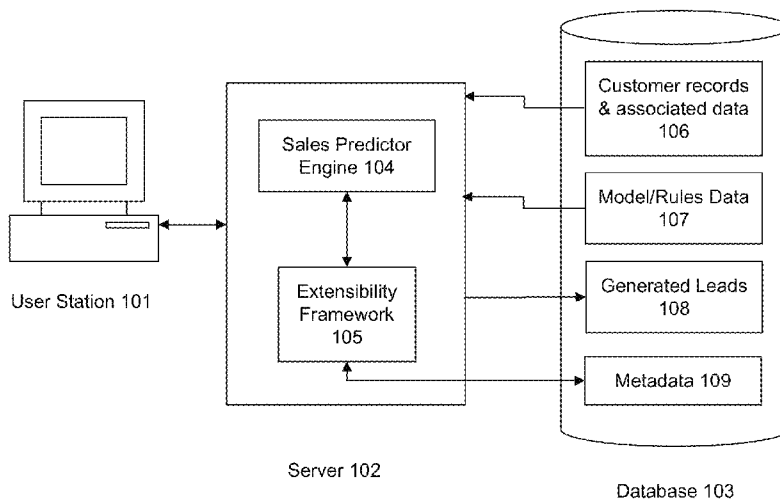 User Station 101
Sales Predictor
Engine 104
Extensibility
Framework
105
Server 102
Customer records
& associated data
106
Model/Rules Data
107
Generated Leads
108
Metadata 109
Database 103